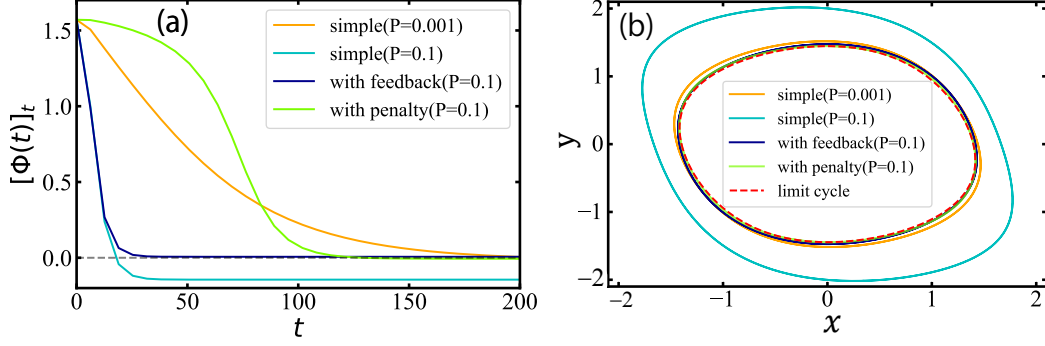 (a)
simple(P=0.001)
simple(P=0.1)
with feedback(P=0.1)
with penalty(P=0.1)
[Φ(t)]t
1.5
1.0
0.5
0.0
0
50
100
150
200
t
(b)
simple(P=0.001)
simple(P=0.1)
with feedback(P=0.1)
with penalty(P=0.1)
limit cycle
y
2
1
0
−1
−2
−2
−1
0
1
2
x